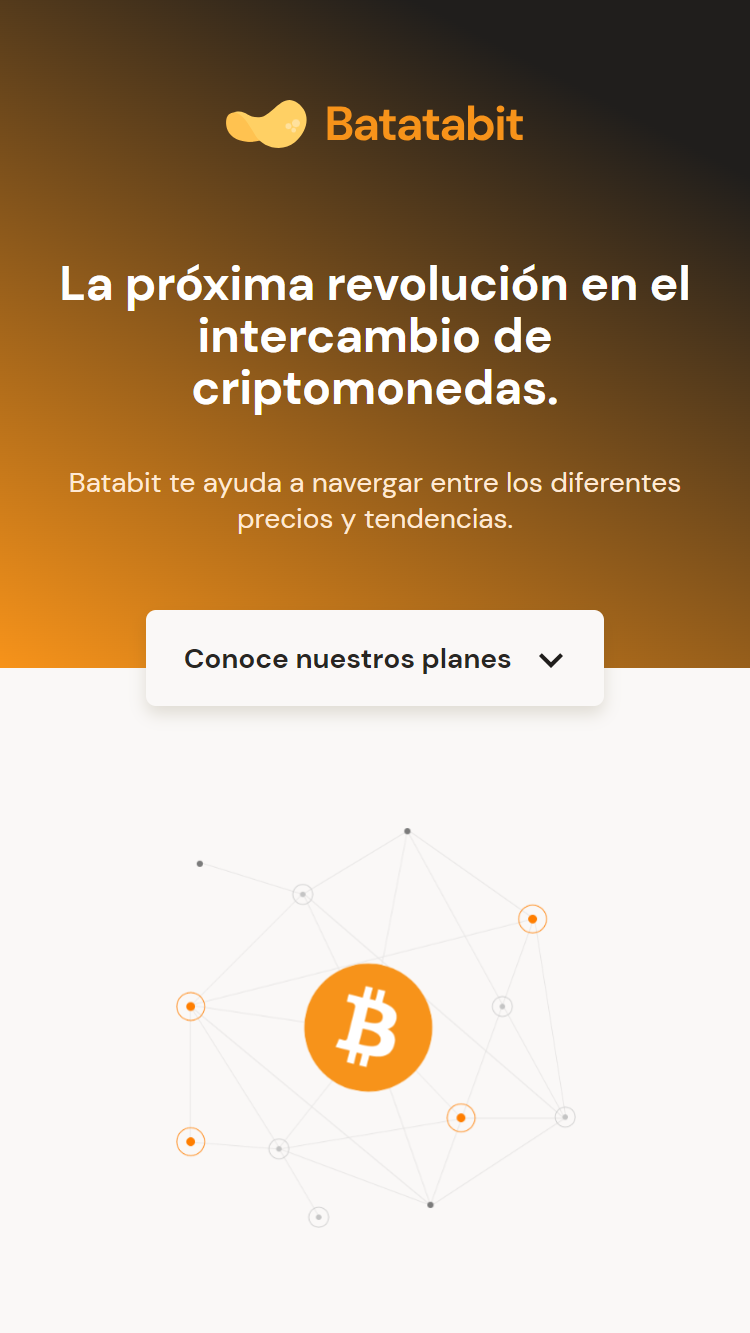 Batatabit
La próxima revolución en el
intercambio de
criptomonedas.
Batabit te ayuda a navergar entre los diferentes
precios y tendencias.
Conoce nuestros planes